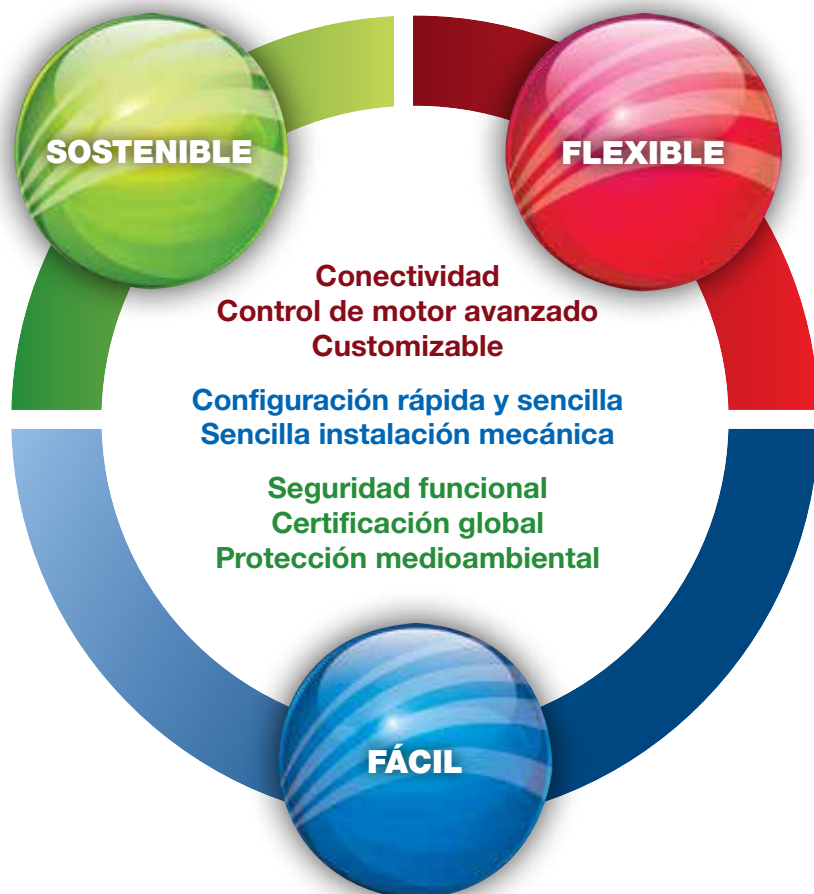 SOSTENIBLE
FLEXIBLE
Conectividad
Control de motor avanzado
Customizable
Configuración rápida y sencilla
Sencilla instalación mecánica
Seguridad funcional
Certificación global
Protección medioambiental
FÁCIL